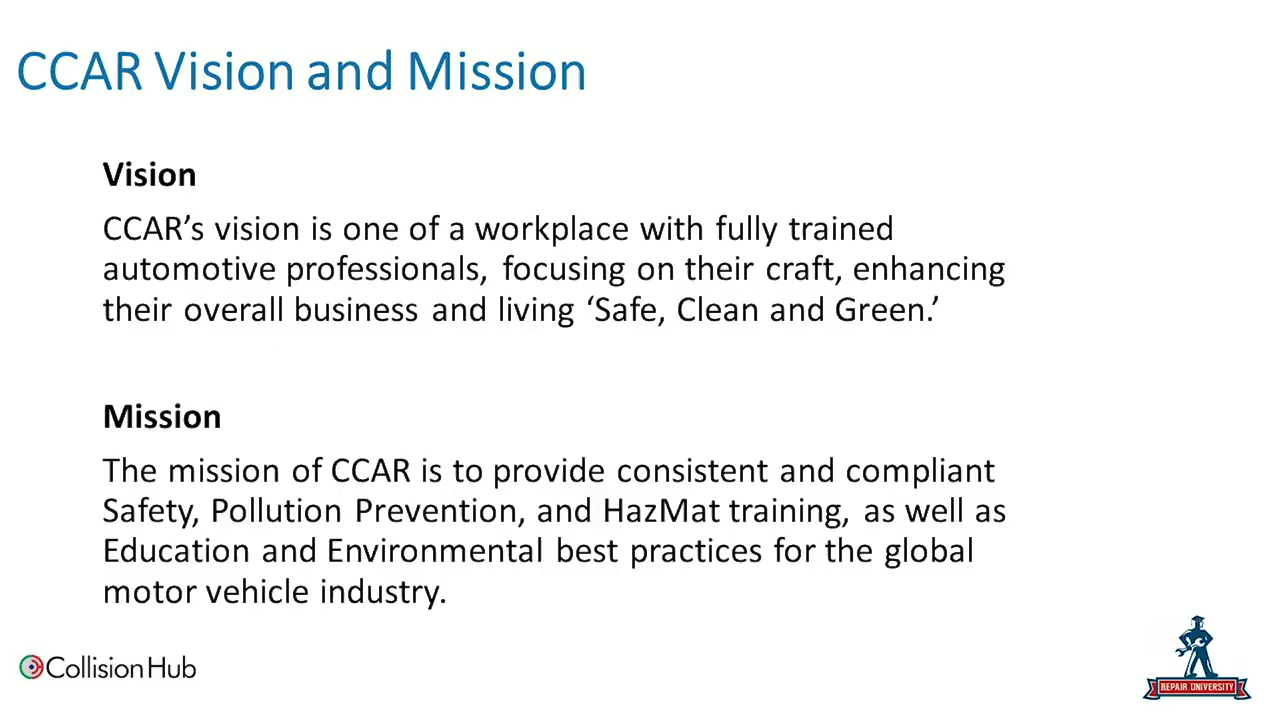 CCAR Vision and Mission
Vision
CCAR’s vision is one of a workplace with fully trained
automotive professionals, focusing on their craft, enhancing
their overall business and living ‘Safe, Clean and Green.’
Mission
The mission of CCAR is to provide consistent and compliant
Safety, Pollution Prevention, and HazMat training, as well as
Education and Environmental best practices for the global
motor vehicle industry.
Collision Hub
REPAIR UNIVERSITY